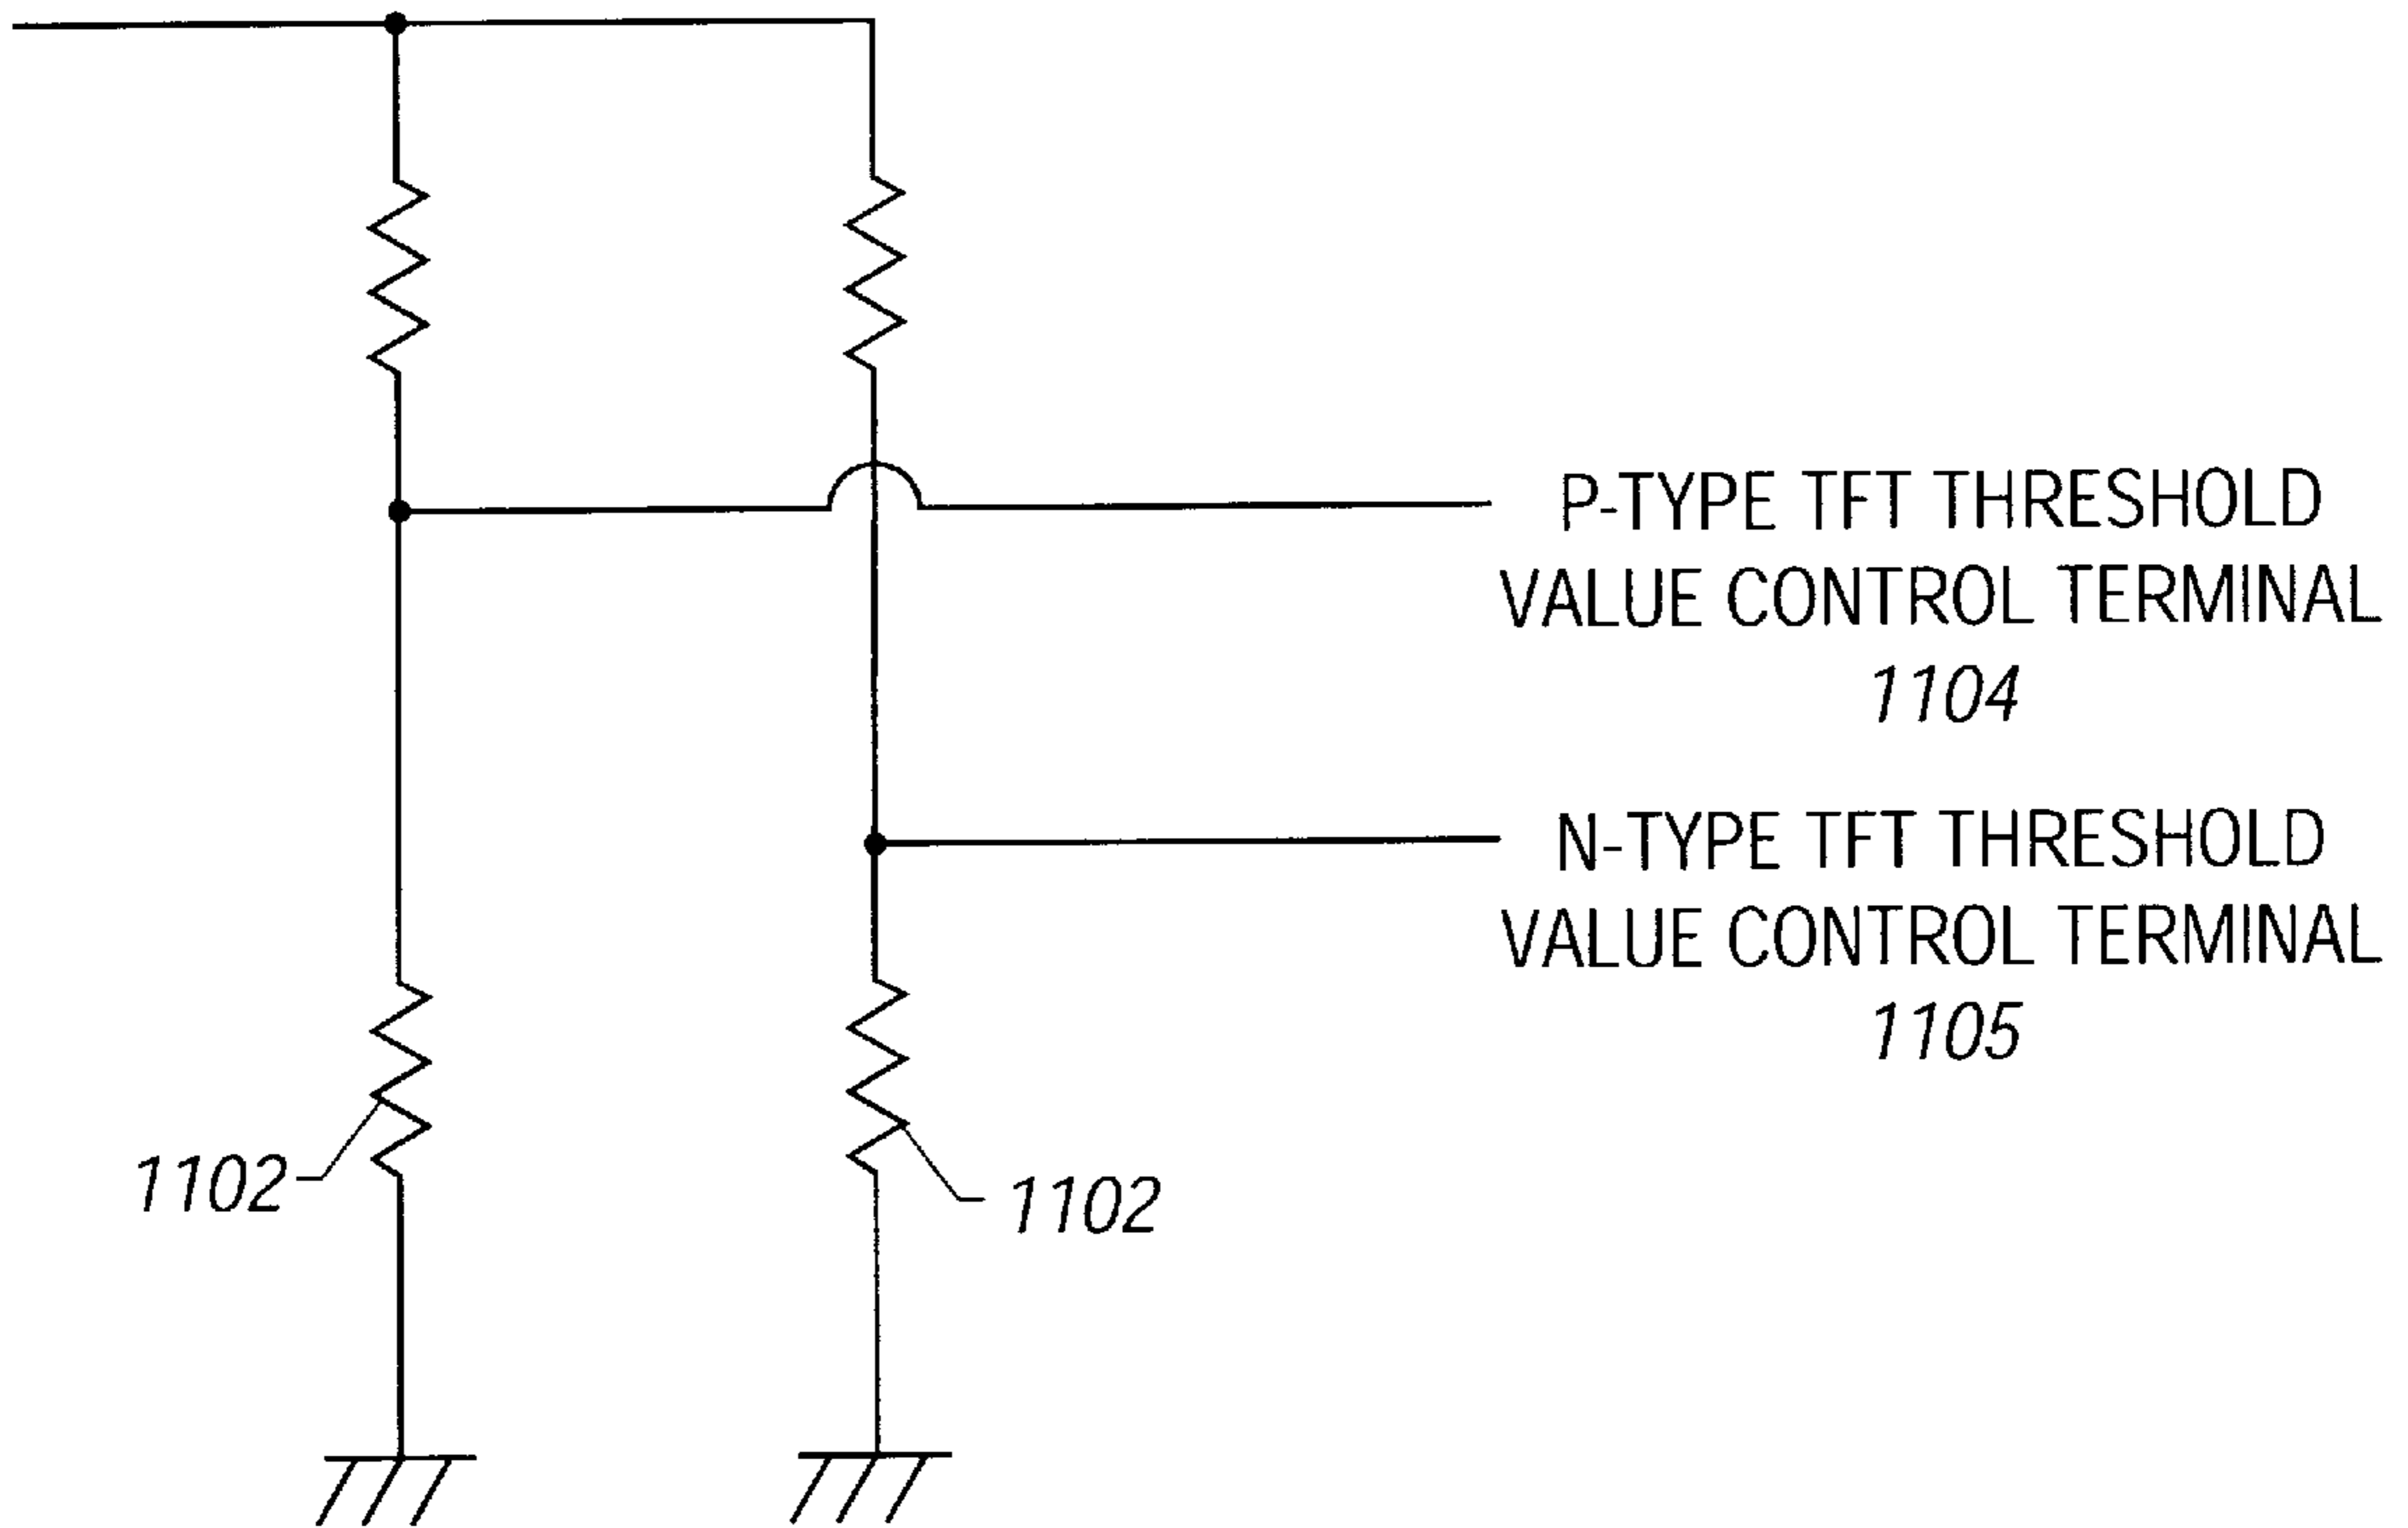 P-TYPE TFT THRESHOLD
VALUE CONTROL TERMINAL
1104
N-TYPE TFT THRESHOLD
VALUE CONTROL TERMINAL
1105
1102
1102